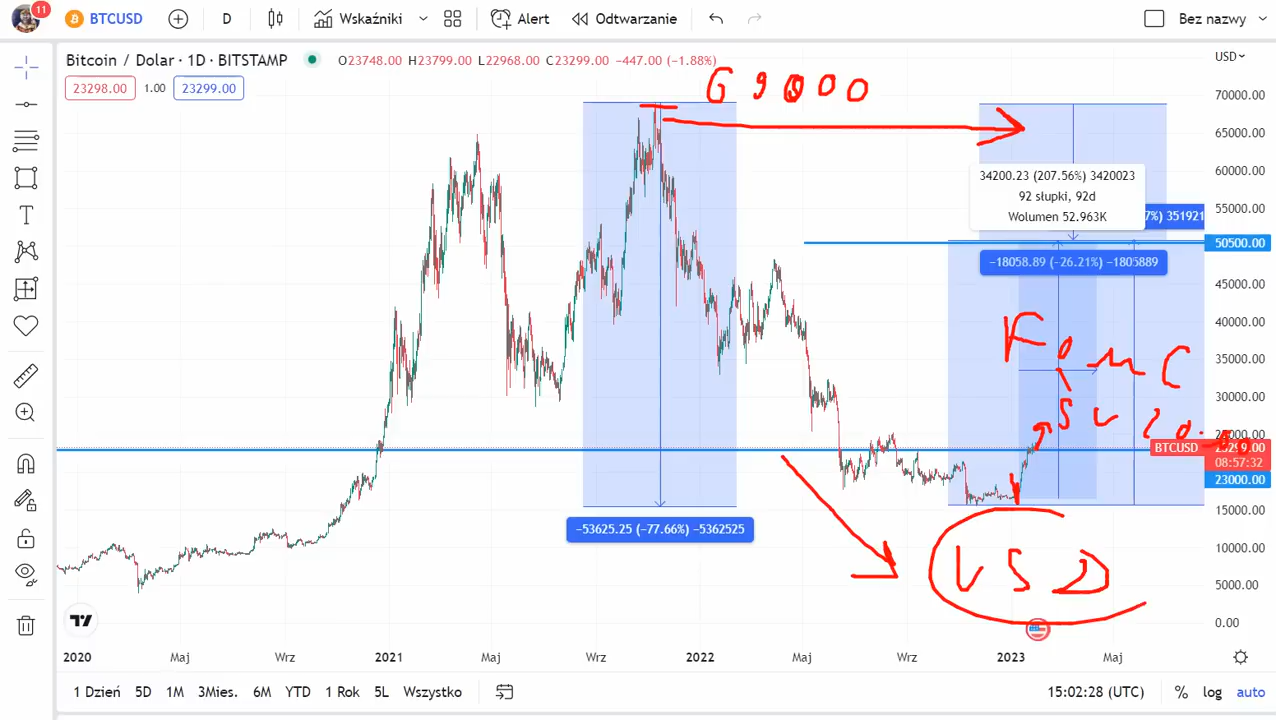 11
BTCUSD
D
Wskaźniki
Alert
Odtwarzanie
Bez nazwy
Bitcoin / Dolar · 1D · BITSTAMP
O23748.00 H23799.00 L22968.00 C23299.00 −447.00 (−1.88%)
USD
23298.00
1.00
23299.00
69000
70000.00
65000.00
60000.00
55000.00
50500.00
45000.00
40000.00
35000.00
30000.00
34200.23 (207.56%) 3420023
92 słupki, 92d
Wolumen 52.963K
7%) 351921
−18058.89 (−26.21%) −1805889
FOMC
BTCUSD
23299.00
08:57:32
23000.00
15000.00
10000.00
5000.00
0.00
−53625.25 (−77.66%) −5362525
USD
2020
Maj
Wrz
2021
Maj
Wrz
2022
Maj
Wrz
2023
Maj
1 Dzień
5D
1M
3Mies.
6M
YTD
1 Rok
5L
Wszystko
15:02:28 (UTC)
%
log
auto